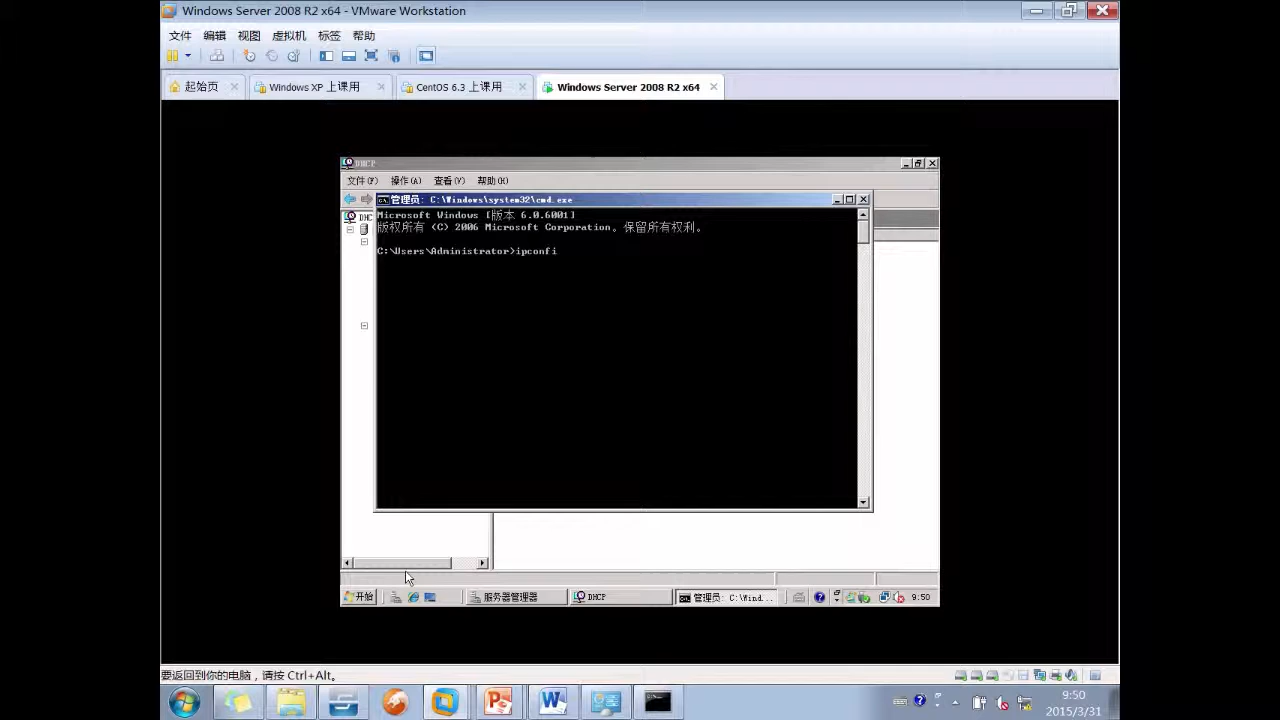 Windows Server 2008 R2 x64 - VMware Workstation
文件 编辑 视图 虚拟机 标签 帮助
起始页 Windows XP 上课用 CentOS 6.3 上课用 Windows Server 2008 R2 x64
DHCP
文件(F) 操作(A) 查看(V) 帮助(H)
管理员: C:\Windows\system32\cmd.exe
DHC
Microsoft Windows [版本 6.0.6001]
版权所有 (C) 2006 Microsoft Corporation。保留所有权利。
C:\Users\Administrator>ipconfi
开始 服务器管理器 DHCP 管理员: C:\Wind... 9:50
要返回到你的电脑，请按 Ctrl+Alt。
9:50
2015/3/31